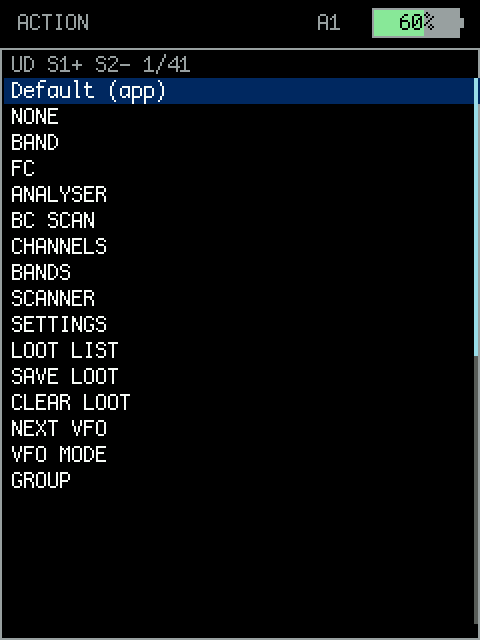 ACTION A1 60%
UD S1+ S2- 1/41
Default (app)
NONE
BAND
FC
ANALYSER
BC SCAN
CHANNELS
BANDS
SCANNER
SETTINGS
LOOT LIST
SAVE LOOT
CLEAR LOOT
NEXT VFO
VFO MODE
GROUP